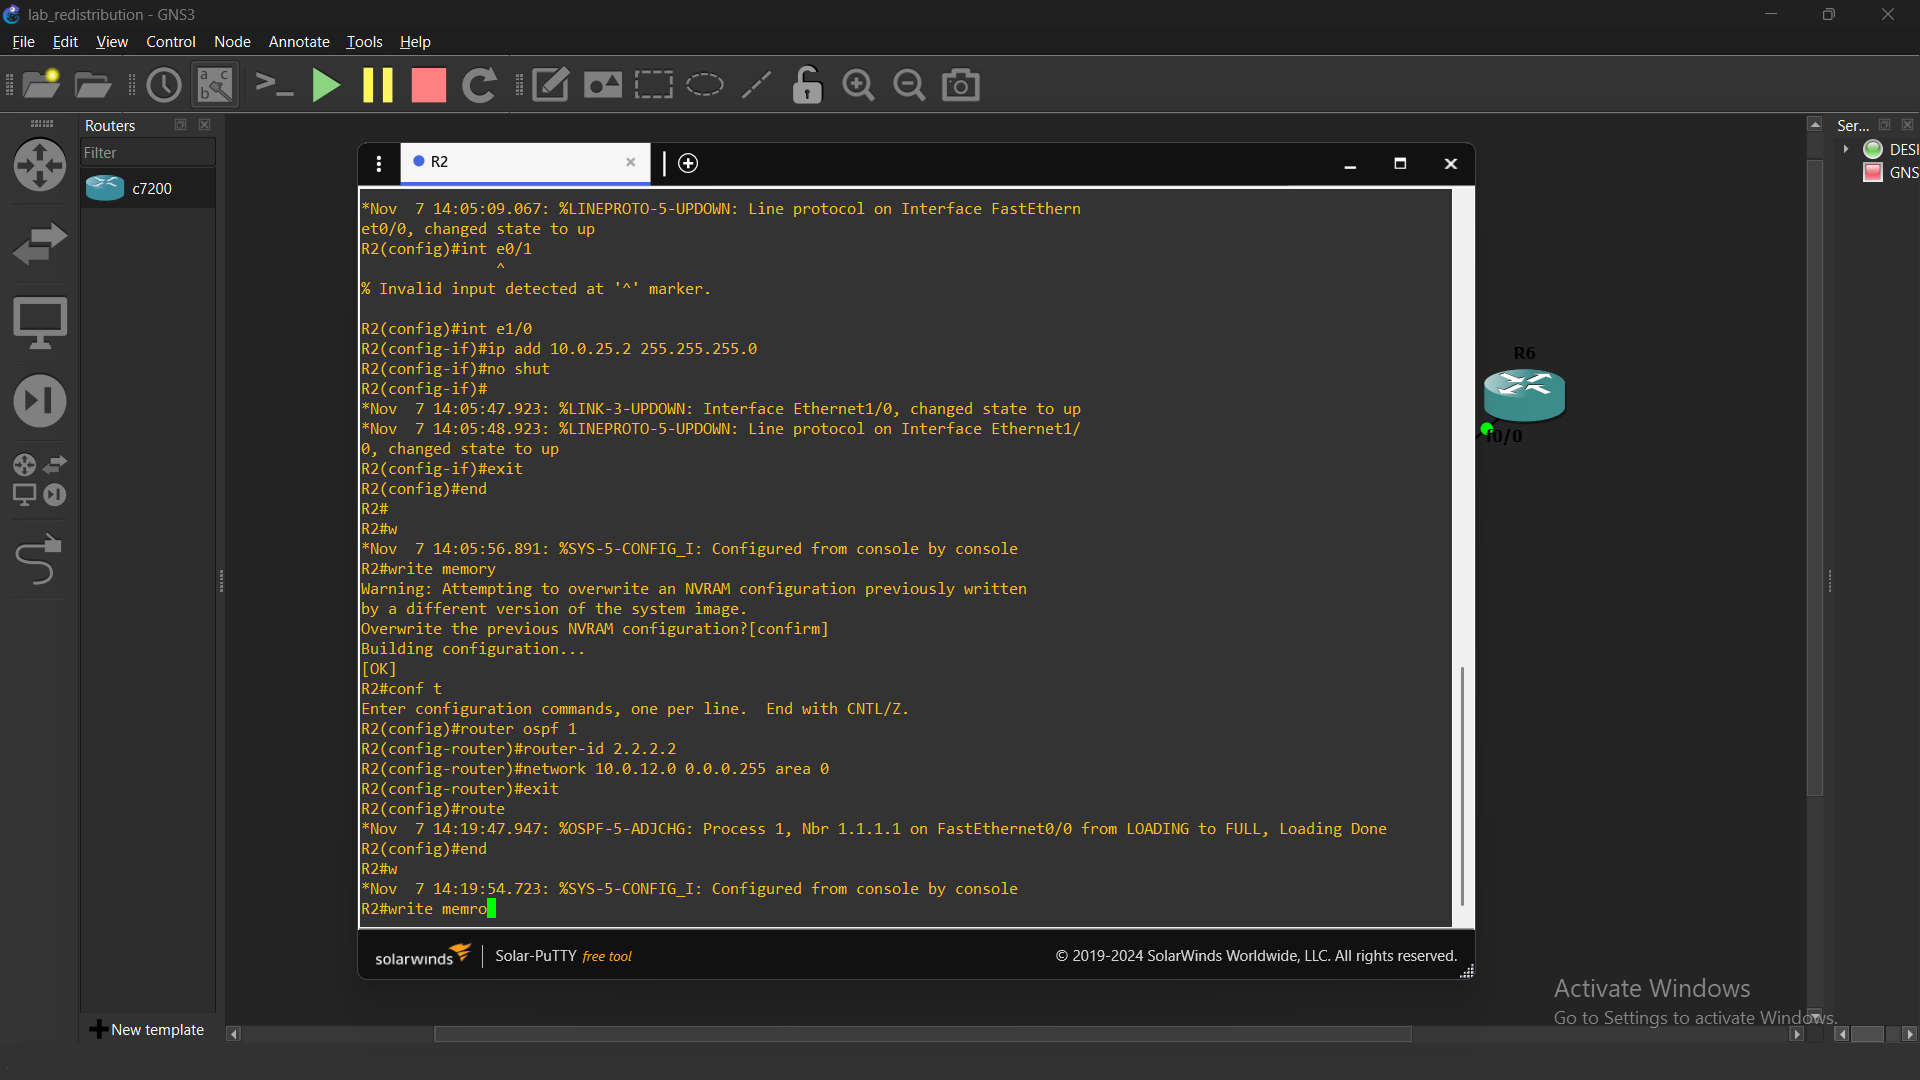 lab_redistribution - GNS3
File Edit View Control Node Annotate Tools Help
Routers
Filter
c7200
New template
Ser...
DESI
GNS
R6
f0/0
R2
*Nov  7 14:05:09.067: %LINEPROTO-5-UPDOWN: Line protocol on Interface FastEthern
et0/0, changed state to up
R2(config)#int e0/1
^
% Invalid input detected at '^' marker.
R2(config)#int e1/0
R2(config-if)#ip add 10.0.25.2 255.255.255.0
R2(config-if)#no shut
R2(config-if)#
*Nov  7 14:05:47.923: %LINK-3-UPDOWN: Interface Ethernet1/0, changed state to up
*Nov  7 14:05:48.923: %LINEPROTO-5-UPDOWN: Line protocol on Interface Ethernet1/
0, changed state to up
R2(config-if)#exit
R2(config)#end
R2#
R2#w
*Nov  7 14:05:56.891: %SYS-5-CONFIG_I: Configured from console by console
R2#write memory
Warning: Attempting to overwrite an NVRAM configuration previously written
by a different version of the system image.
Overwrite the previous NVRAM configuration?[confirm]
Building configuration...
[OK]
R2#conf t
Enter configuration commands, one per line.  End with CNTL/Z.
R2(config)#router ospf 1
R2(config-router)#router-id 2.2.2.2
R2(config-router)#network 10.0.12.0 0.0.0.255 area 0
R2(config-router)#exit
R2(config)#route
*Nov  7 14:19:47.947: %OSPF-5-ADJCHG: Process 1, Nbr 1.1.1.1 on FastEthernet0/0 from LOADING to FULL, Loading Done
R2(config)#end
R2#w
*Nov  7 14:19:54.723: %SYS-5-CONFIG_I: Configured from console by console
R2#write memro
solarwinds Solar-PuTTY free tool © 2019-2024 SolarWinds Worldwide, LLC. All rights reserved.
Activate Windows
Go to Settings to activate Windows.